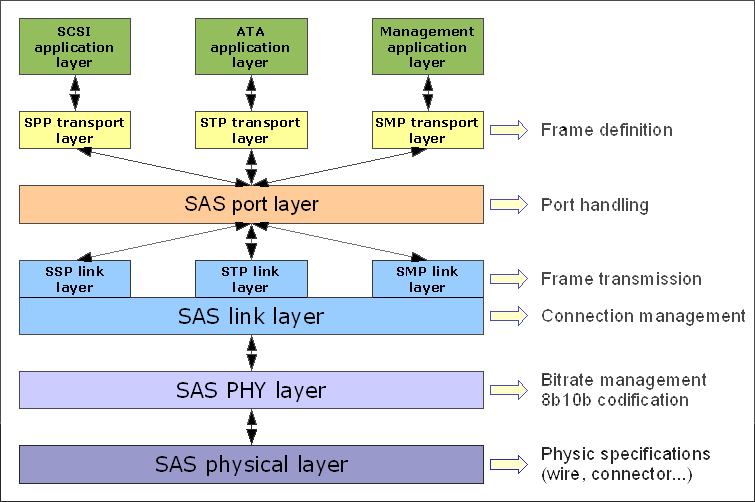 SCSI
application
layer
ATA
application
layer
Management
application
layer
SPP transport
layer
STP transport
layer
SMP transport
layer
Frame definition
SAS port layer
Port handling
SSP link
layer
STP link
layer
SMP link
layer
Frame transmission
SAS link layer
Connection management
SAS PHY layer
Bitrate management
8b10b codification
SAS physical layer
Physic specifications
(wire, connector...)